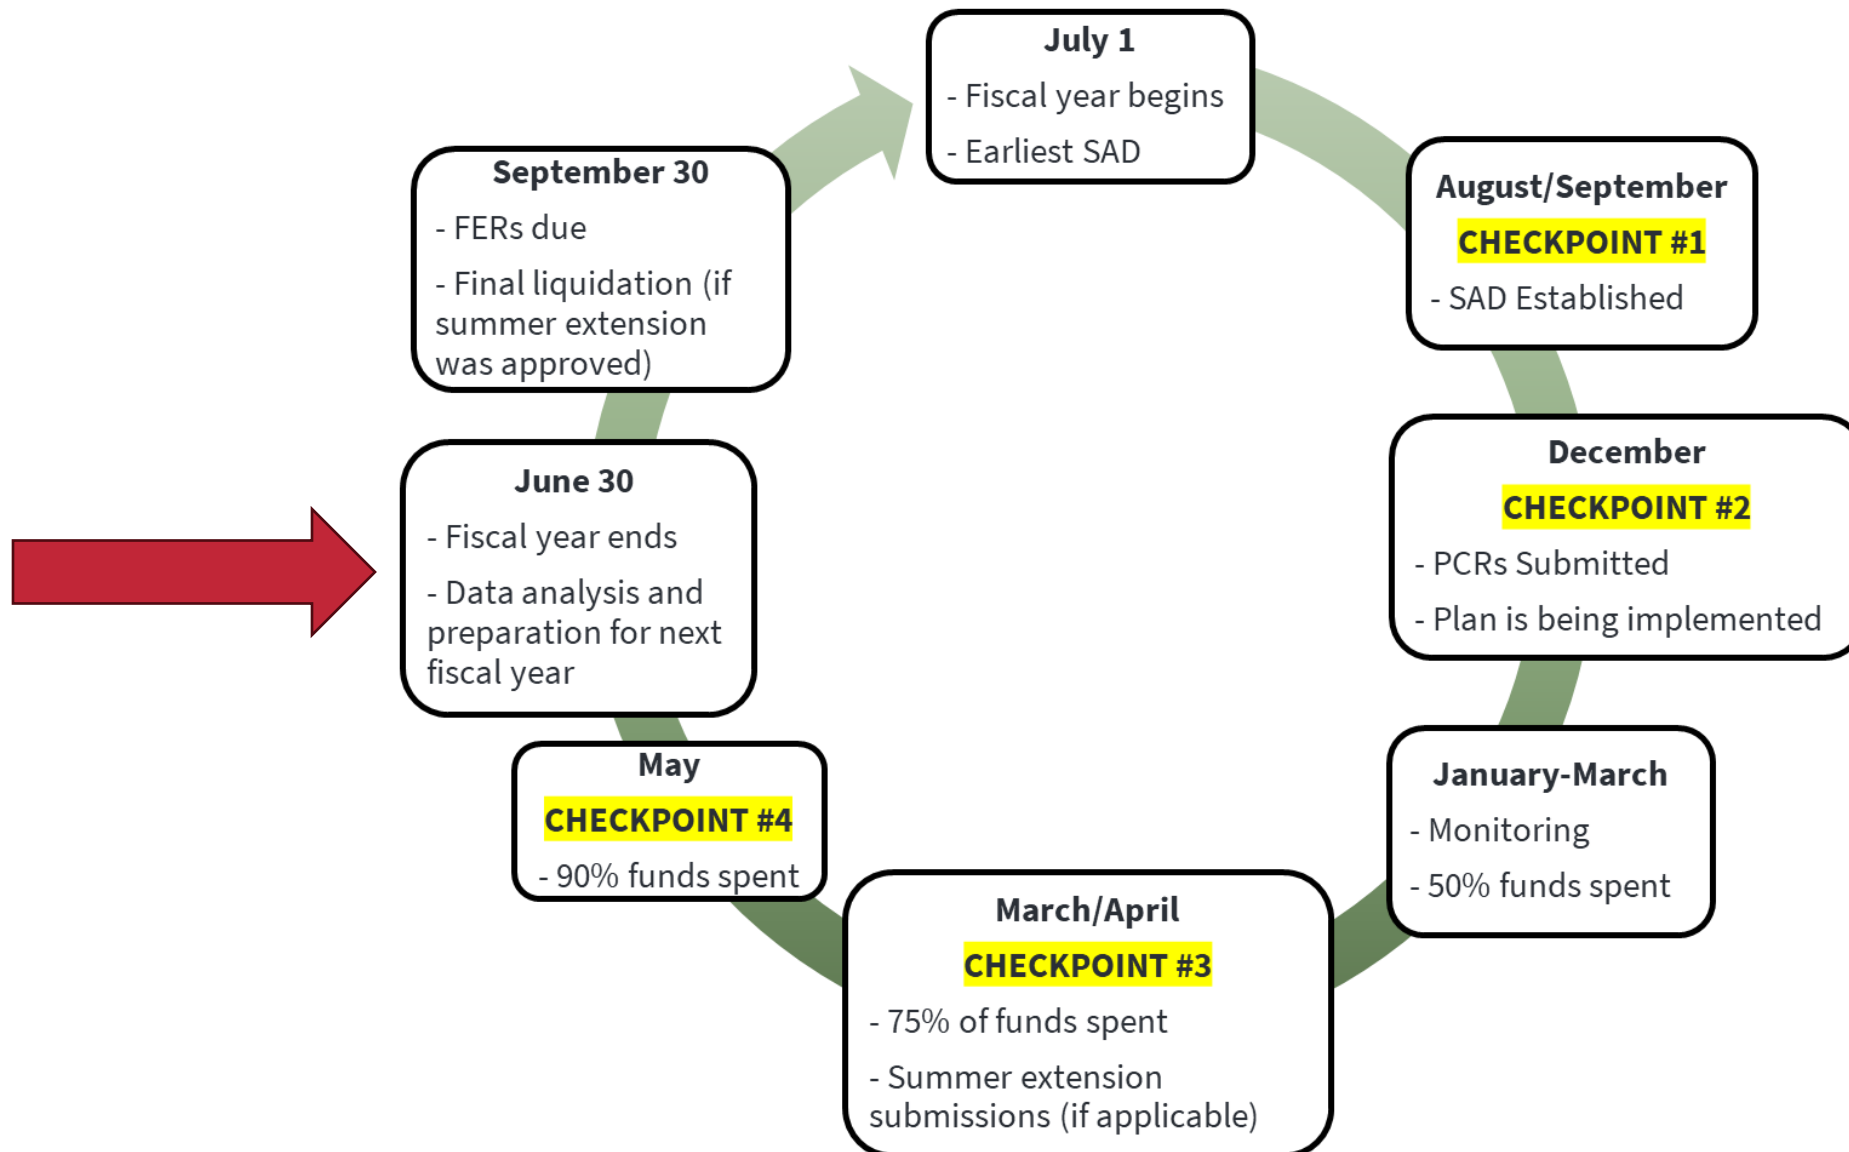 July 1
- Fiscal year begins
- Earliest SAD
August/September
CHECKPOINT #1
- SAD Established
December
CHECKPOINT #2
- PCRs Submitted
- Plan is being implemented
January-March
- Monitoring
- 50% funds spent
March/April
CHECKPOINT #3
- 75% of funds spent
- Summer extension
submissions (if applicable)
May
CHECKPOINT #4
- 90% funds spent
June 30
- Fiscal year ends
- Data analysis and
preparation for next
fiscal year
September 30
- FERs due
- Final liquidation (if
summer extension
was approved)